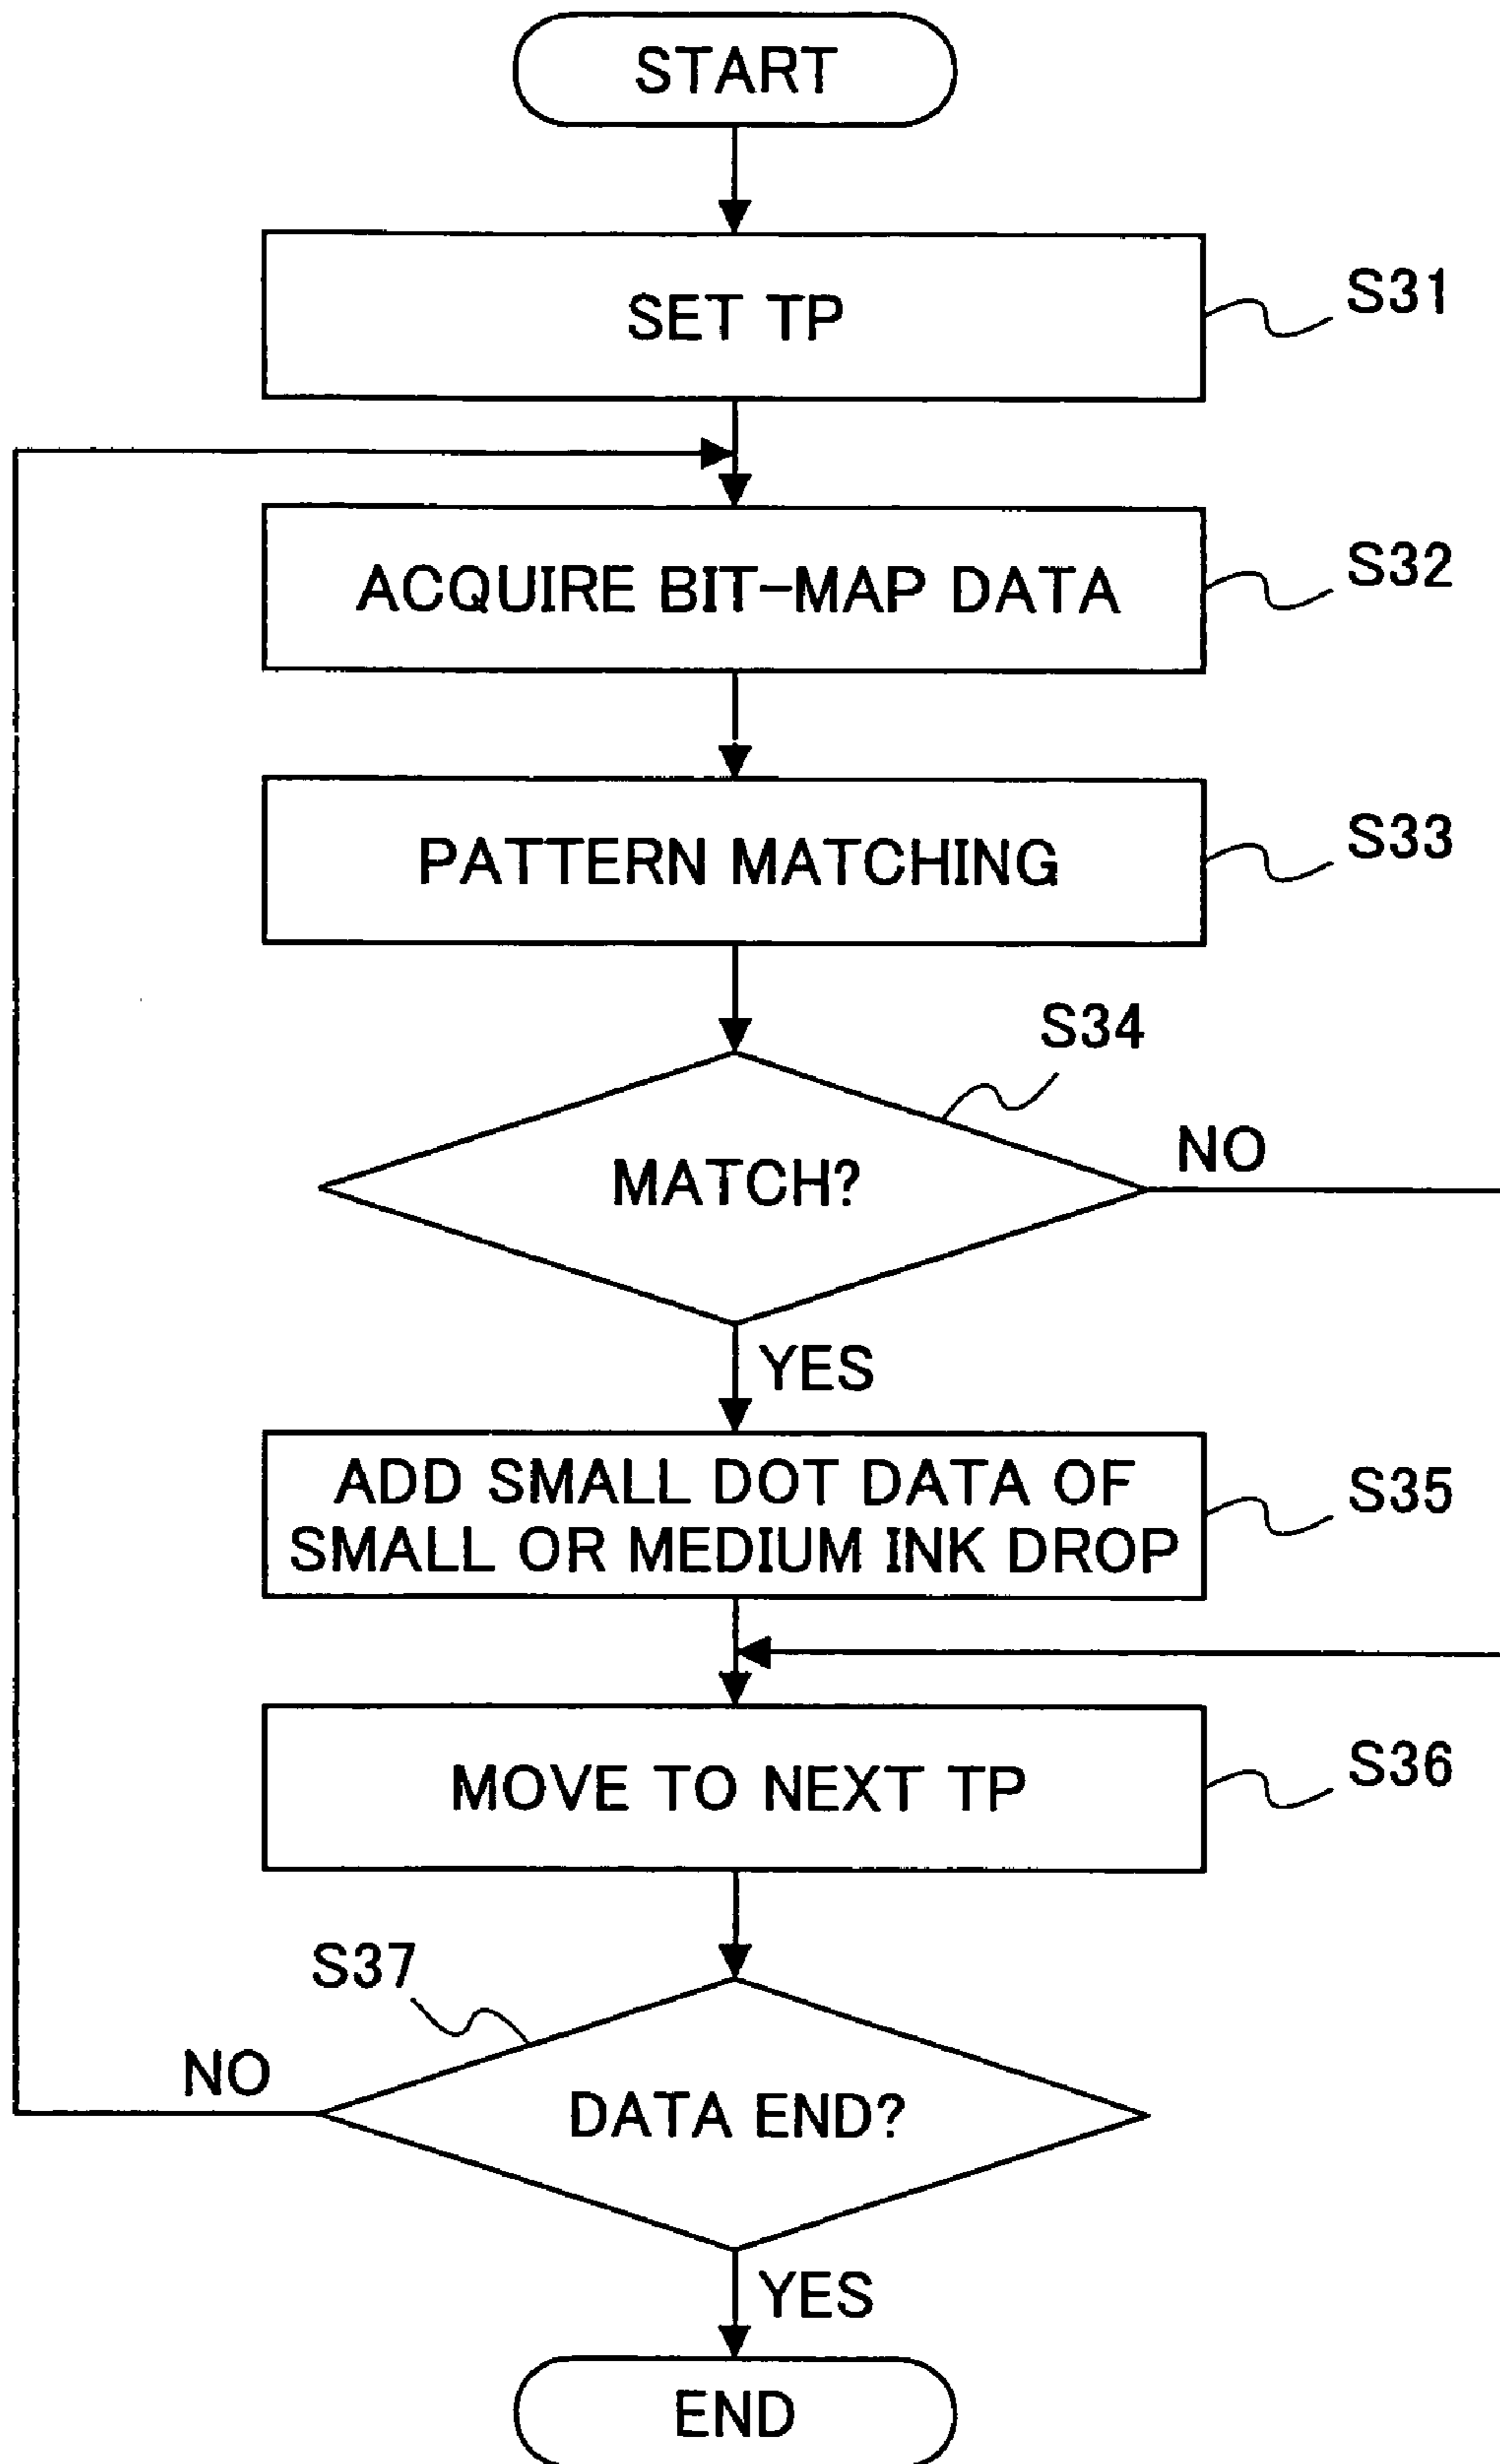 START
SET TP
S31
ACQUIRE BIT-MAP DATA
S32
PATTERN MATCHING
S33
S34
MATCH?
NO
YES
ADD SMALL DOT DATA OF
SMALL OR MEDIUM INK DROP
S35
MOVE TO NEXT TP
S36
S37
NO
DATA END?
YES
END